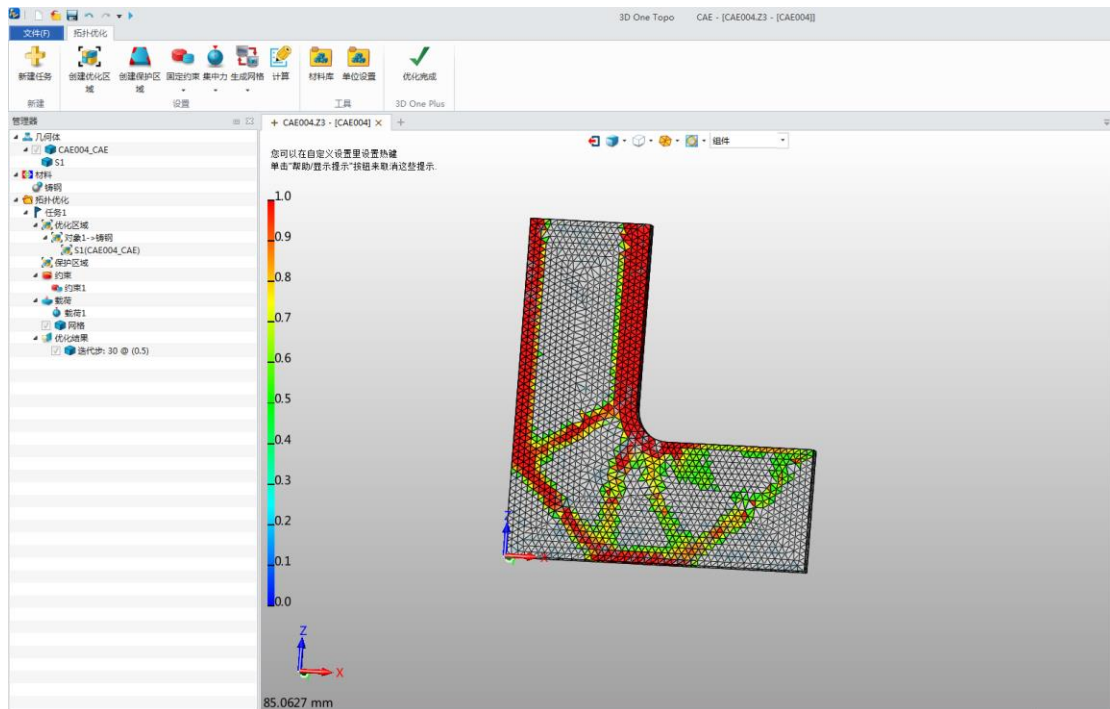 3D One Topo CAE - [CAE004.Z3 - [CAE004]]
文件(F) 拓扑优化
新建任务 创建优化区域 创建保护区域 固定约束 集中力 生成网格 计算 材料库 单位设置 优化完成
新建 设置 工具 3D One Plus
管理器
+ CAE004.Z3 - [CAE004] × +
几何体
CAE004_CAE
S1
材料
铸钢
拓扑优化
任务1
优化区域
对象1->铸钢
S1(CAE004_CAE)
保护区域
约束
约束1
载荷
载荷1
网格
优化结果
迭代步: 30 @ (0.5)
您可以在自定义设置里设置热键
单击"帮助/显示提示"按钮来取消这些提示.
组件
1.0
0.9
0.8
0.7
0.6
0.5
0.4
0.3
0.2
0.1
0.0
Z
X
Z
X
85.0627 mm